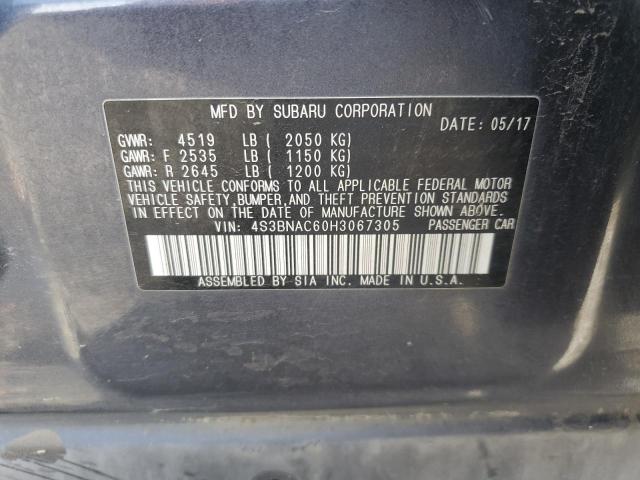 MFD BY SUBARU CORPORATION
DATE: 05/17
GVWR: 4519 LB ( 2050 KG)
GAWR: F 2535 LB ( 1150 KG)
GAWR: R 2645 LB ( 1200 KG)
THIS VEHICLE CONFORMS TO ALL APPLICABLE FEDERAL MOTOR
VEHICLE SAFETY,BUMPER,AND THEFT PREVENTION STANDARDS
IN EFFECT ON THE DATE OF MANUFACTURE SHOWN ABOVE.
VIN: 4S3BNAC60H3067305 PASSENGER CAR
ASSEMBLED BY SIA INC. MADE IN U.S.A.